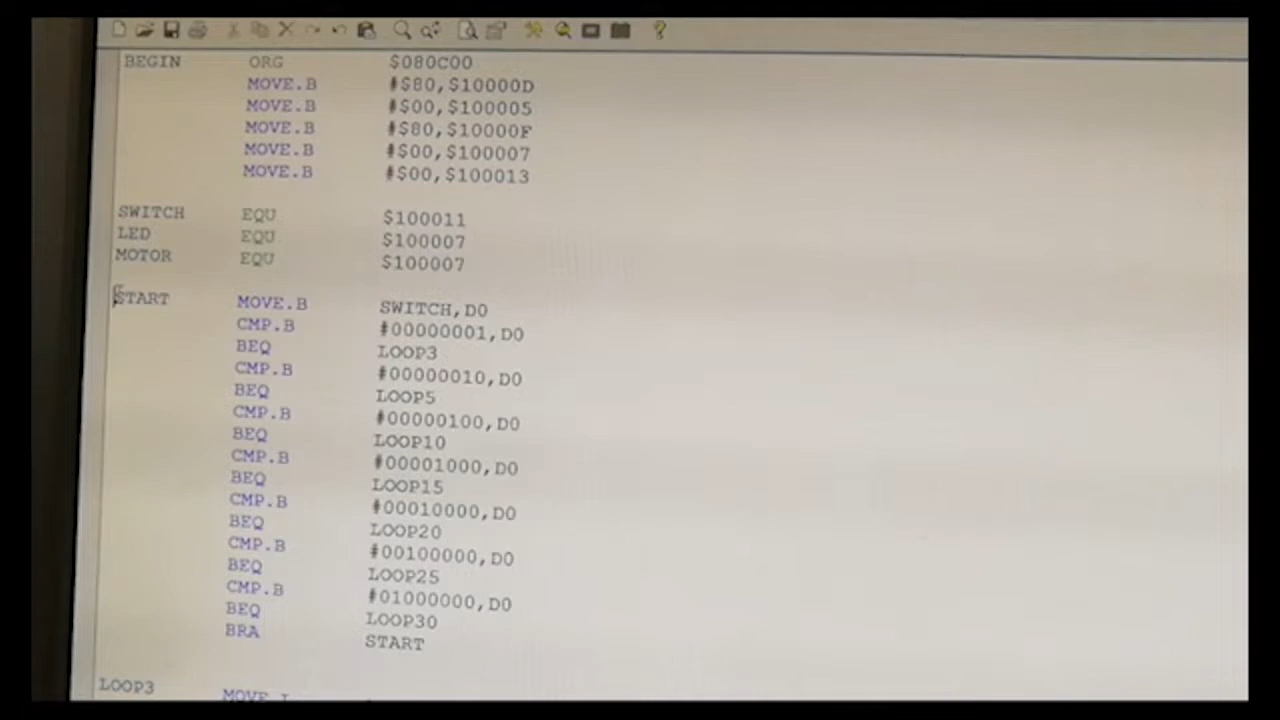 BEGIN ORG $080C00
MOVE.B #$80,$10000D
MOVE.B #$00,$100005
MOVE.B #$80,$10000F
MOVE.B #$00,$100007
MOVE.B #$00,$100013
SWITCH EQU $100011
LED EQU $100007
MOTOR EQU $100007
START MOVE.B SWITCH,D0
CMP.B #00000001,D0
BEQ LOOP3
CMP.B #00000010,D0
BEQ LOOP5
CMP.B #00000100,D0
BEQ LOOP10
CMP.B #00001000,D0
BEQ LOOP15
CMP.B #00010000,D0
BEQ LOOP20
CMP.B #00100000,D0
BEQ LOOP25
CMP.B #01000000,D0
BEQ LOOP30
BRA START
LOOP3